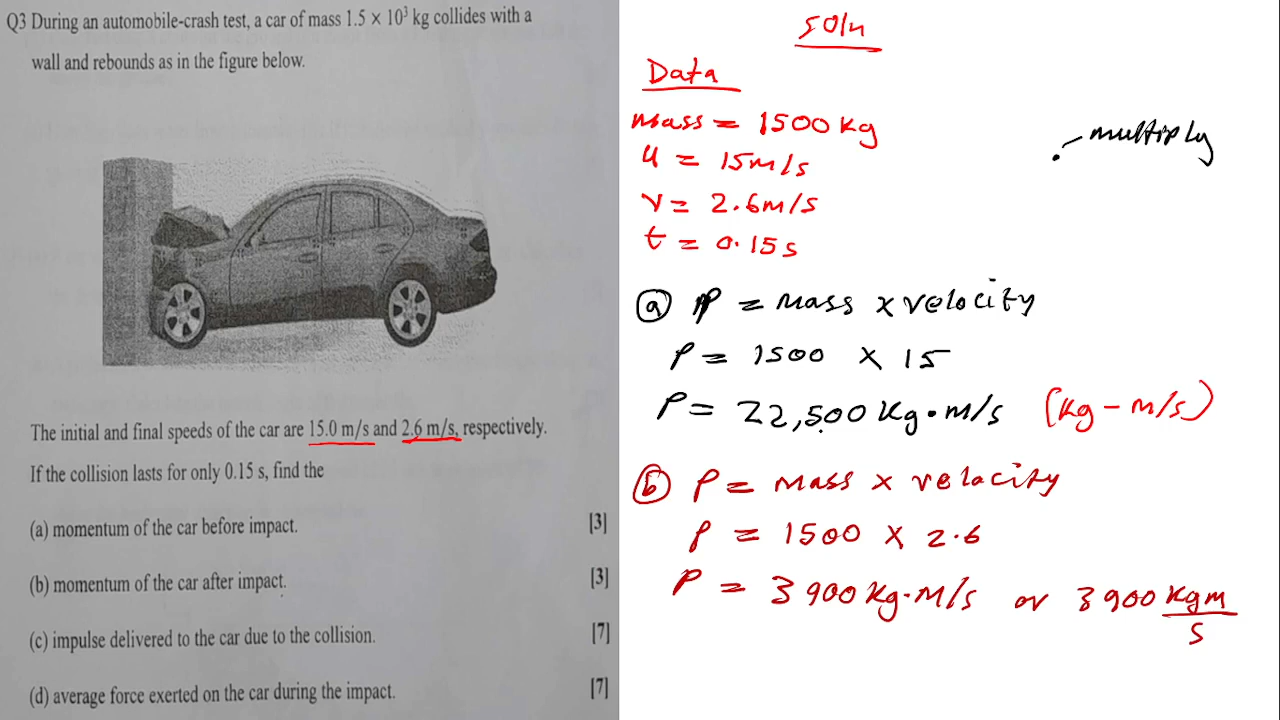 Q3 During an automobile-crash test, a car of mass 1.5 × 10³ kg collides with a
wall and rebounds as in the figure below.
The initial and final speeds of the car are 15.0 m/s and 2.6 m/s, respectively.
If the collision lasts for only 0.15 s, find the
(a) momentum of the car before impact. [3]
(b) momentum of the car after impact. [3]
(c) impulse delivered to the car due to the collision. [7]
(d) average force exerted on the car during the impact. [7]
soln
Data
mass = 1500 kg
u = 15m/s
v = 2.6m/s
t = 0.15s
multiply
(a) P = mass × velocity
P = 1500 × 15
P = 22,500 kg.m/s (kg - m/s)
(b) P = mass × velocity
P = 1500 × 2.6
P = 3900 kg.m/s or 3900 kgm
s